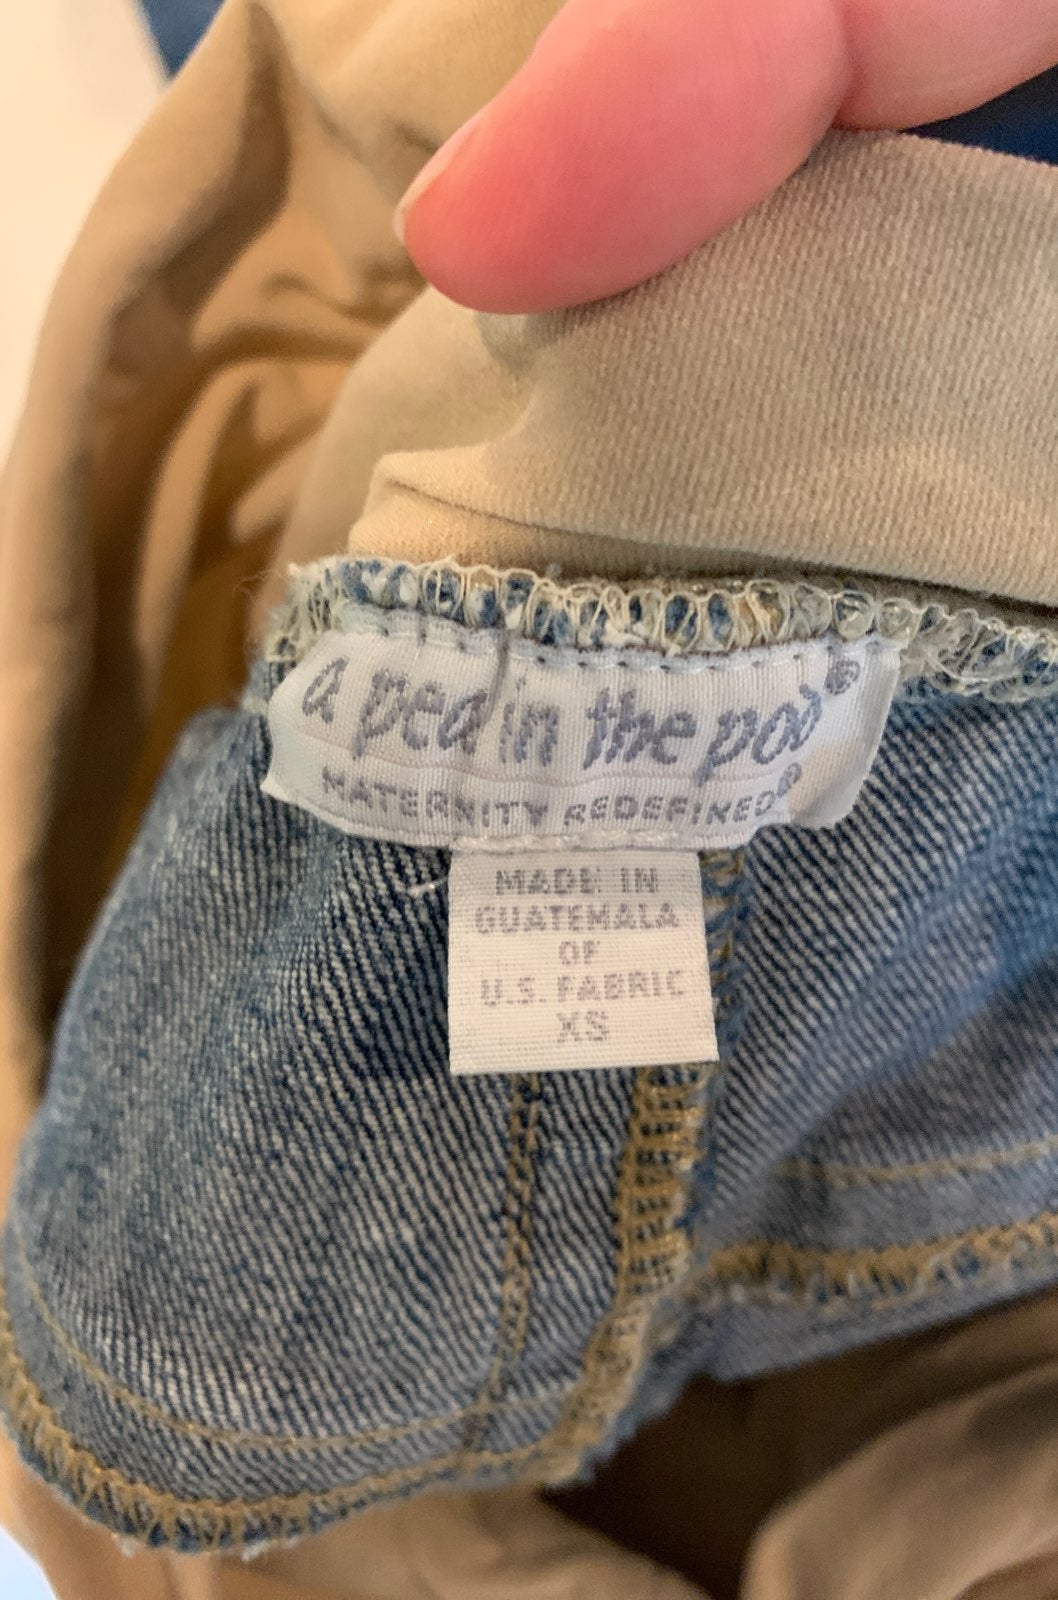 a pea in the pod®
MATERNITY REDEFINED®
MADE IN
GUATEMALA
OF
U.S. FABRIC
XS